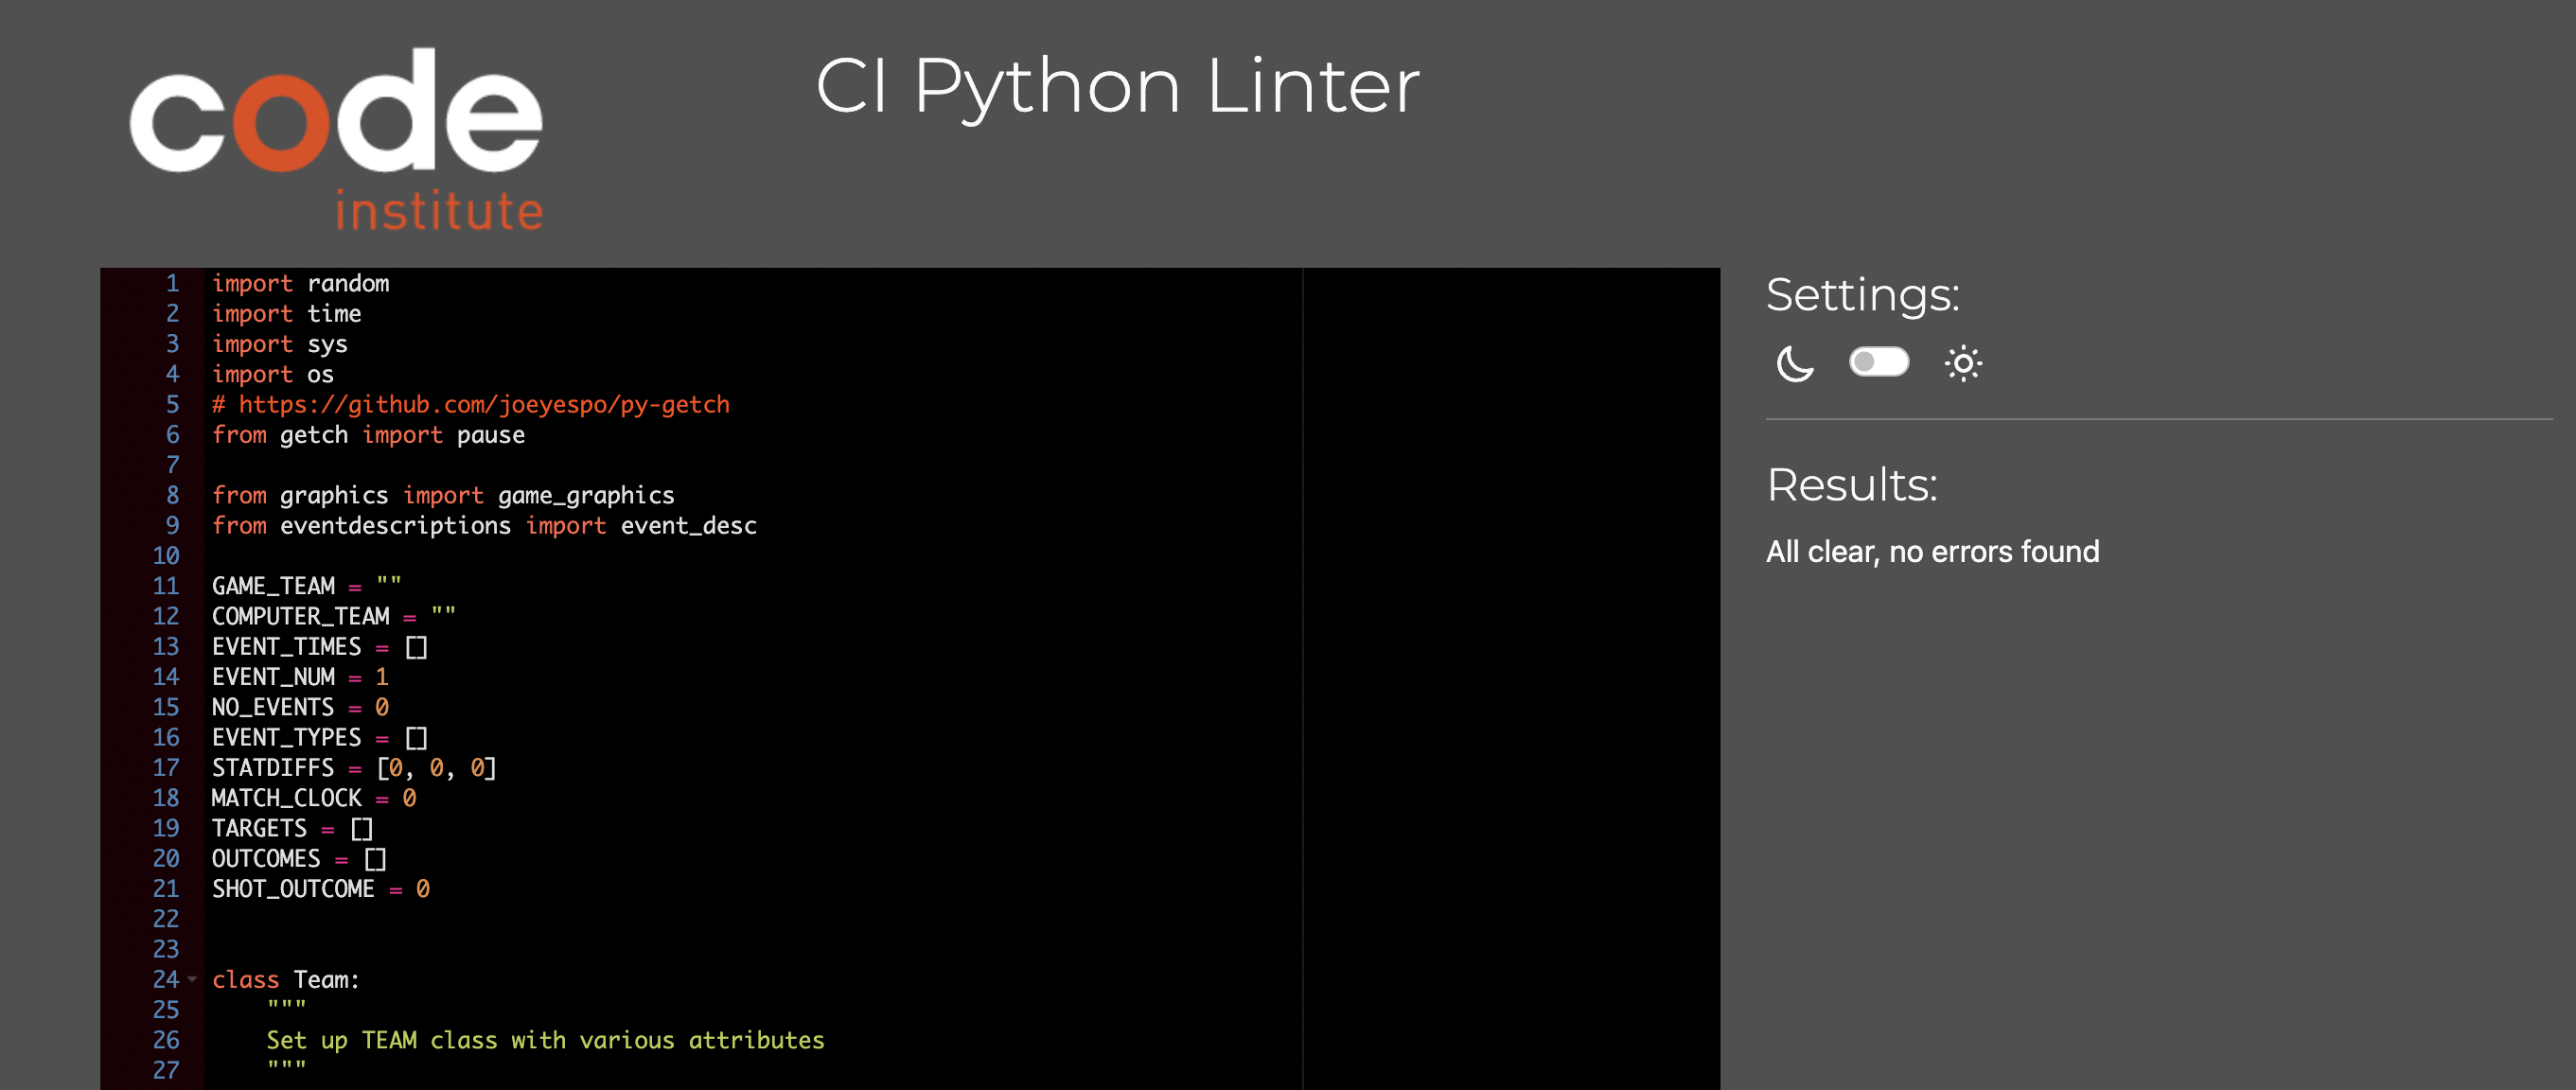 code
institute
CI Python Linter
1 import random
2 import time
3 import sys
4 import os
5 # https://github.com/joeyespo/py-getch
6 from getch import pause
7
8 from graphics import game_graphics
9 from eventdescriptions import event_desc
10
11 GAME_TEAM = ""
12 COMPUTER_TEAM = ""
13 EVENT_TIMES = []
14 EVENT_NUM = 1
15 NO_EVENTS = 0
16 EVENT_TYPES = []
17 STATDIFFS = [0, 0, 0]
18 MATCH_CLOCK = 0
19 TARGETS = []
20 OUTCOMES = []
21 SHOT_OUTCOME = 0
22
23
24 class Team:
25     """
26     Set up TEAM class with various attributes
27     """
Settings:
Results:
All clear, no errors found